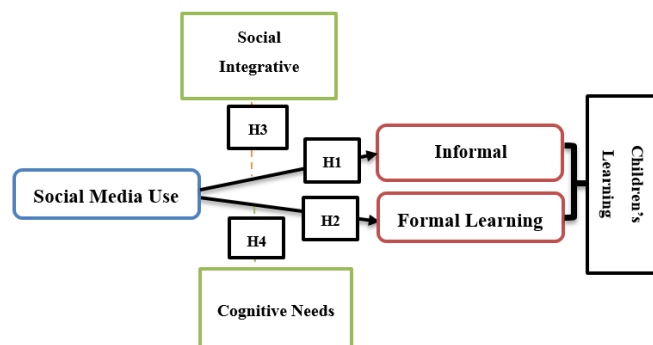 Social
Integrative
H3
H1
Informal
Social Media Use
H2
Formal Learning
H4
Cognitive Needs
Children's
Learning